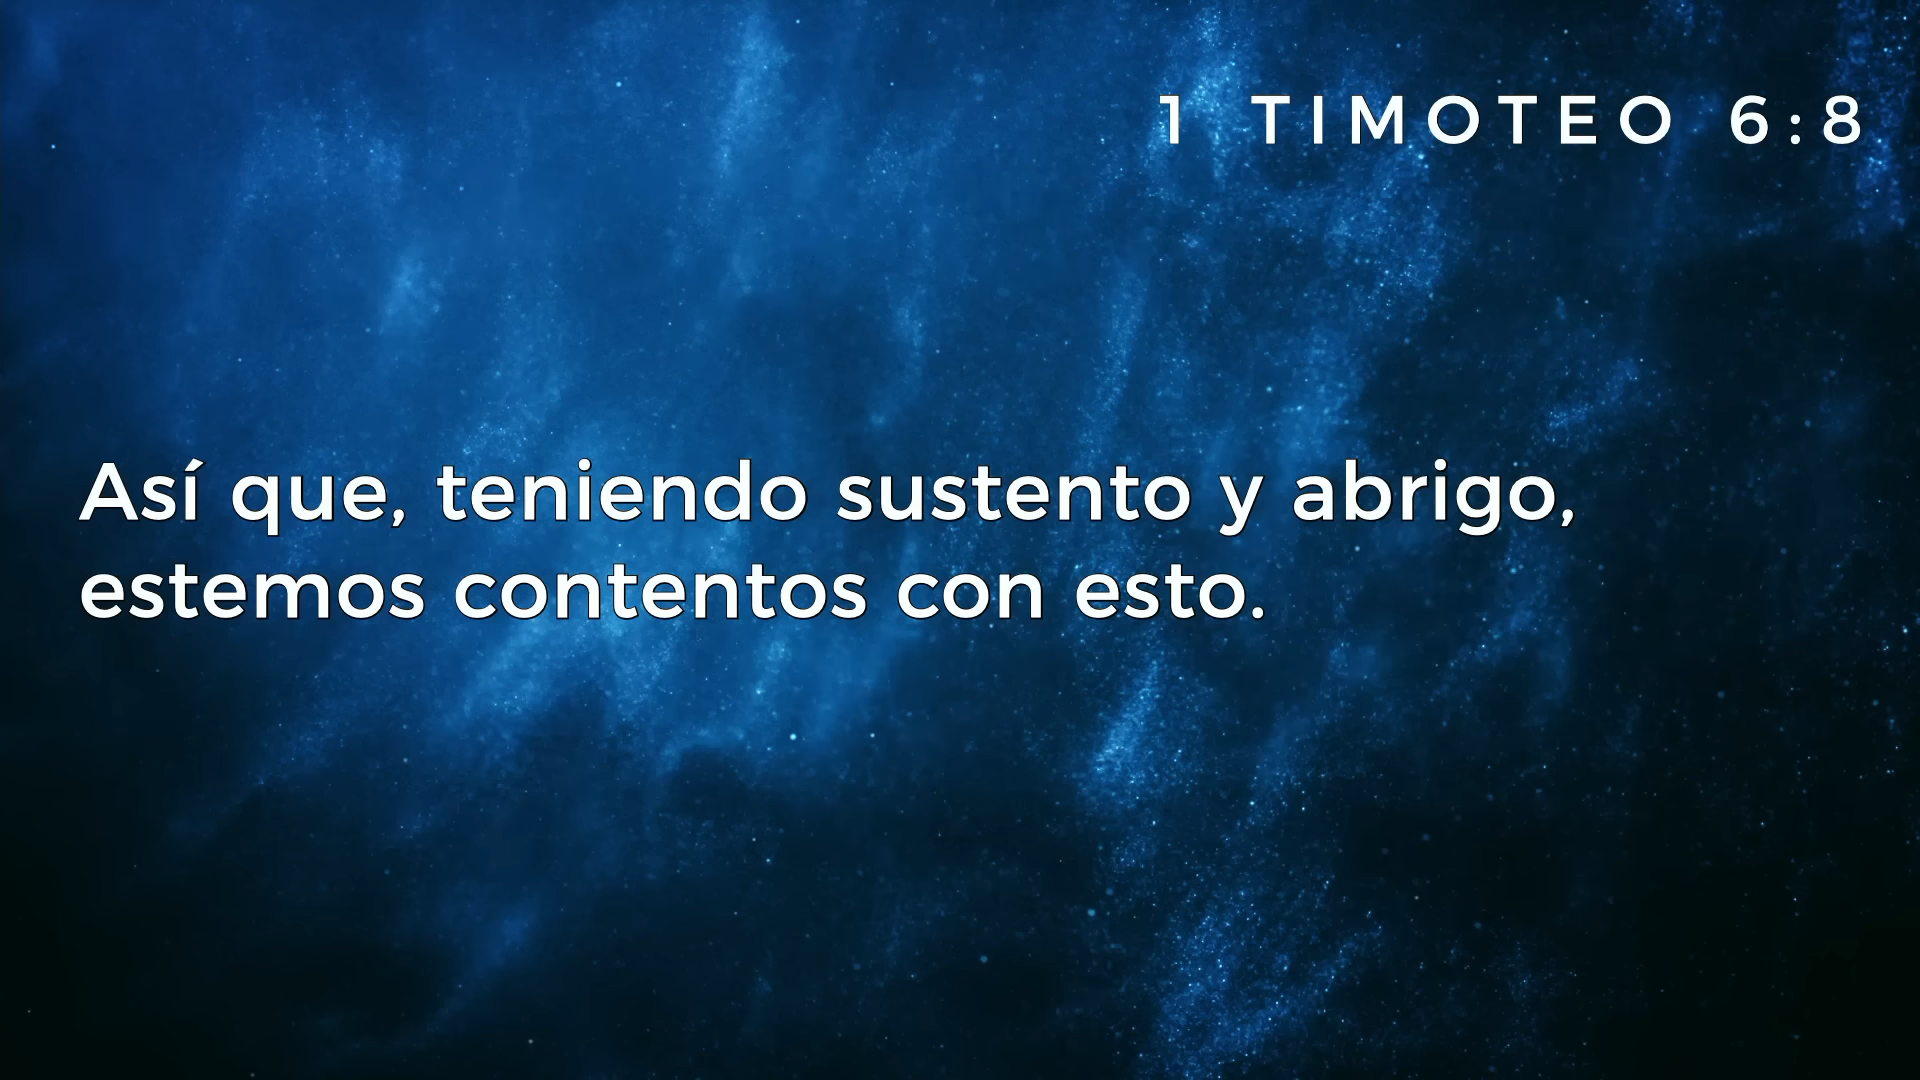 1 TIMOTEO 6:8
Así que, teniendo sustento y abrigo,
estemos contentos con esto.